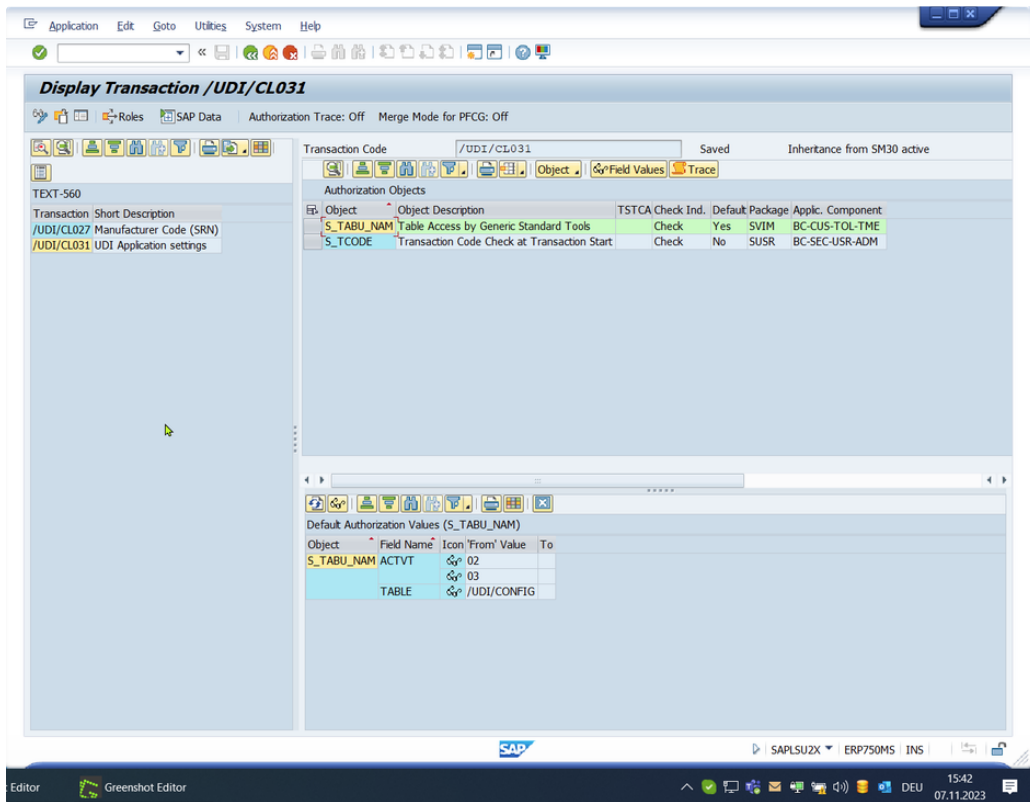 Application Edit Goto Utilities System Help
Display Transaction /UDI/CL031
Roles SAP Data Authorization Trace: Off Merge Mode for PFCG: Off
Transaction Code /UDI/CL031 Saved Inheritance from SM30 active
Object Field Values Trace
TEXT-560
Authorization Objects
Transaction Short Description
/UDI/CL027 Manufacturer Code (SRN)
/UDI/CL031 UDI Application settings
Object Object Description TSTCA Check Ind. Default Package Applic. Component
S_TABU_NAM Table Access by Generic Standard Tools Check Yes SVIM BC-CUS-TOL-TME
S_TCODE Transaction Code Check at Transaction Start Check No SUSR BC-SEC-USR-ADM
Default Authorization Values (S_TABU_NAM)
Object Field Name Icon 'From' Value To
S_TABU_NAM ACTVT 02
03
TABLE /UDI/CONFIG
SAP
SAPLSU2X ERP750MS INS
Editor Greenshot Editor DEU 15:42
07.11.2023